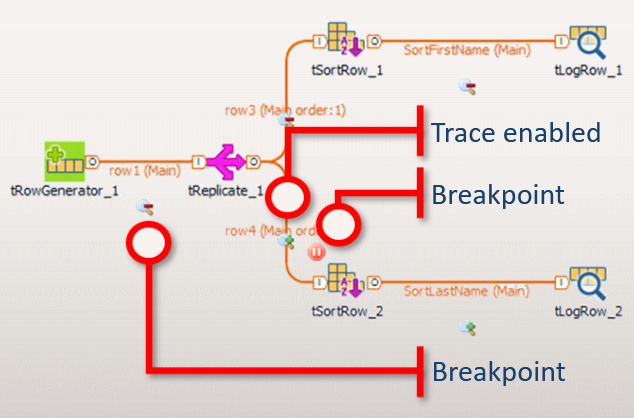 I
O
SortFirstName (Main)
I
tSortRow_1
tLogRow_1
row3 (Main order:1)
Trace enabled
O
row1 (Main)
I
O
tRowGenerator_1
tReplicate_1
Breakpoint
row4 (Main ord
I
O
SortLastName (Main)
I
tSortRow_2
tLogRow_2
Breakpoint